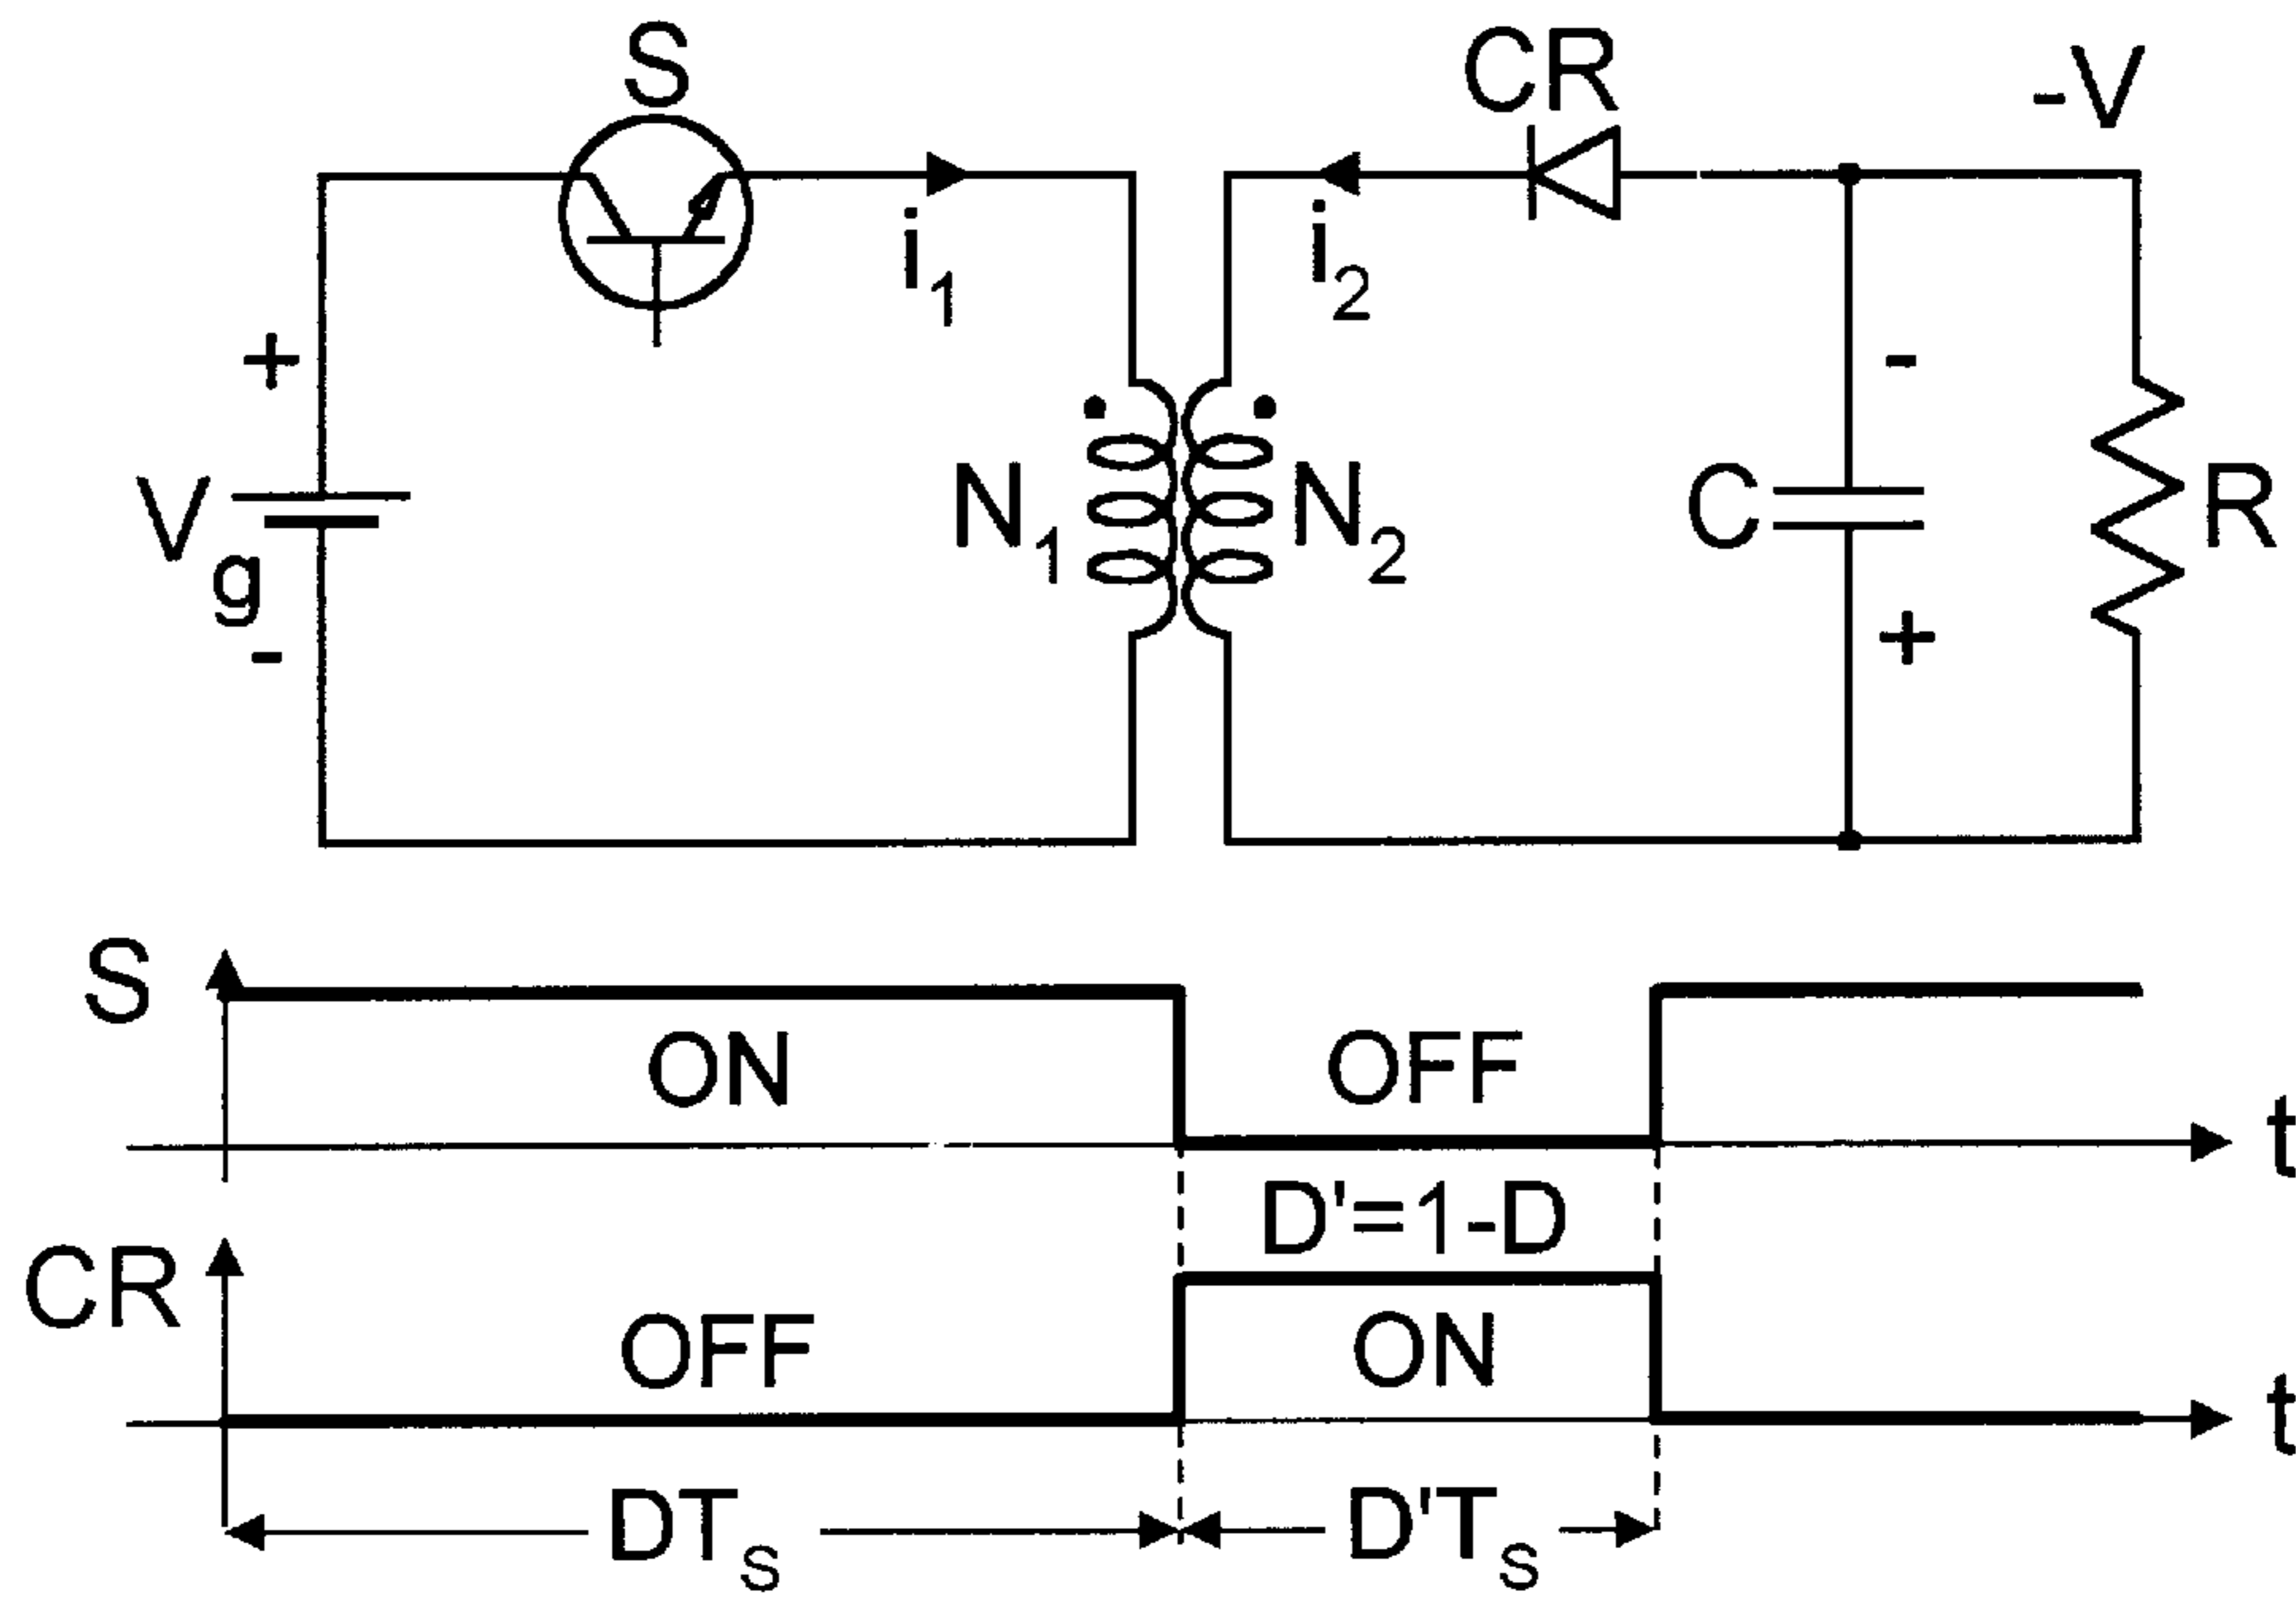 S
CR
-V
i1
i2
+
-
Vg
N1
N2
C
R
-
+
S
ON
OFF
t
D'=1-D
CR
OFF
ON
t
DTS
D'TS